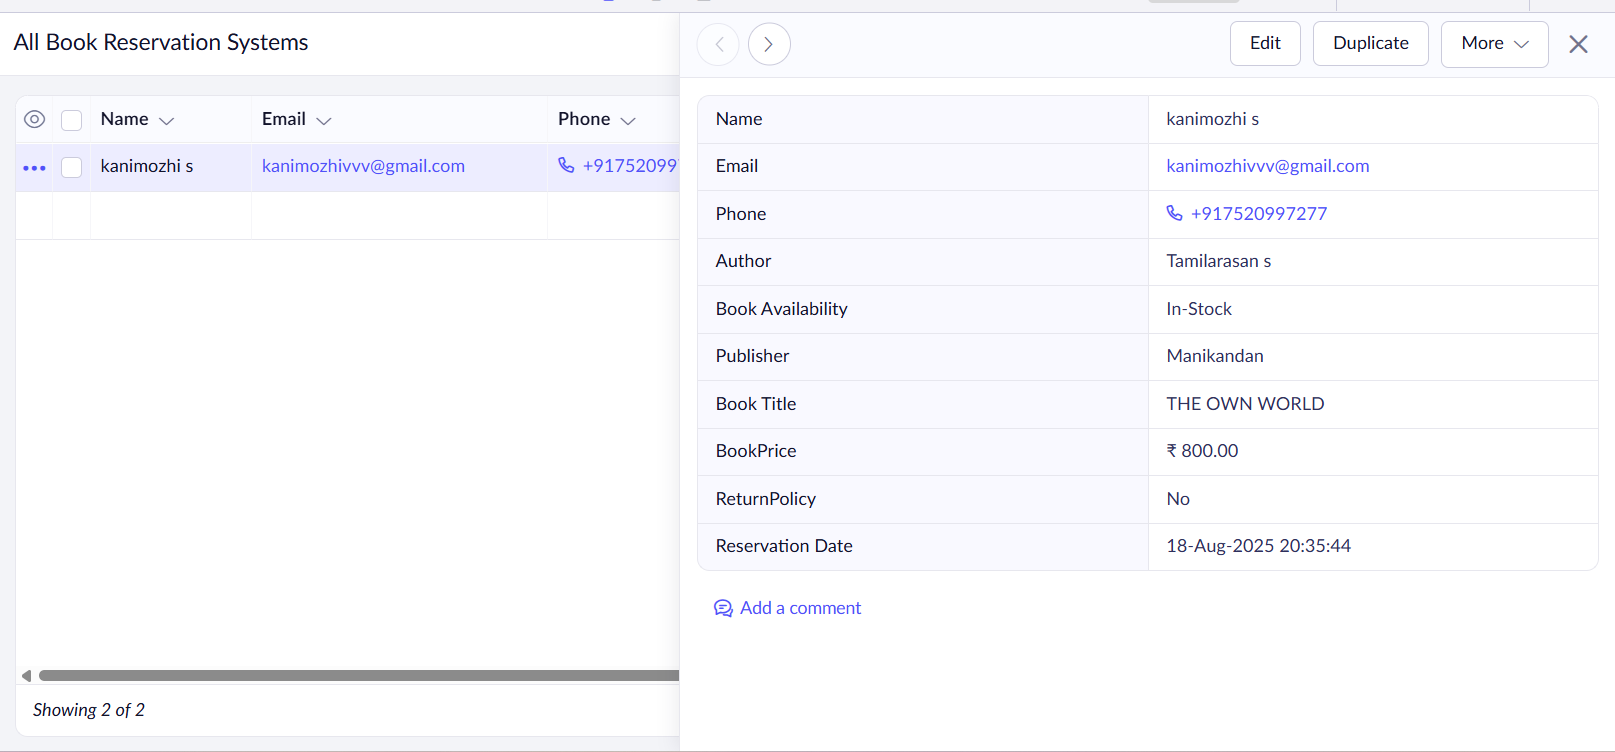 All Book Reservation Systems
Edit
Duplicate
More
Name Email Phone
kanimozhi s kanimozhivvv@gmail.com +91752099
Name kanimozhi s
Email kanimozhivvv@gmail.com
Phone +917520997277
Author Tamilarasan s
Book Availability In-Stock
Publisher Manikandan
Book Title THE OWN WORLD
BookPrice ₹ 800.00
ReturnPolicy No
Reservation Date 18-Aug-2025 20:35:44
Add a comment
Showing 2 of 2